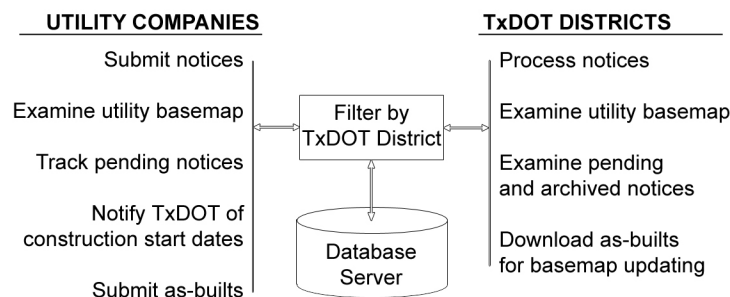 UTILITY COMPANIES
Submit notices
Examine utility basemap
Track pending notices
Notify TxDOT of
construction start dates
Submit as-builts
Filter by
TxDOT District
Database
Server
TxDOT DISTRICTS
Process notices
Examine utility basemap
Examine pending
and archived notices
Download as-builts
for basemap updating